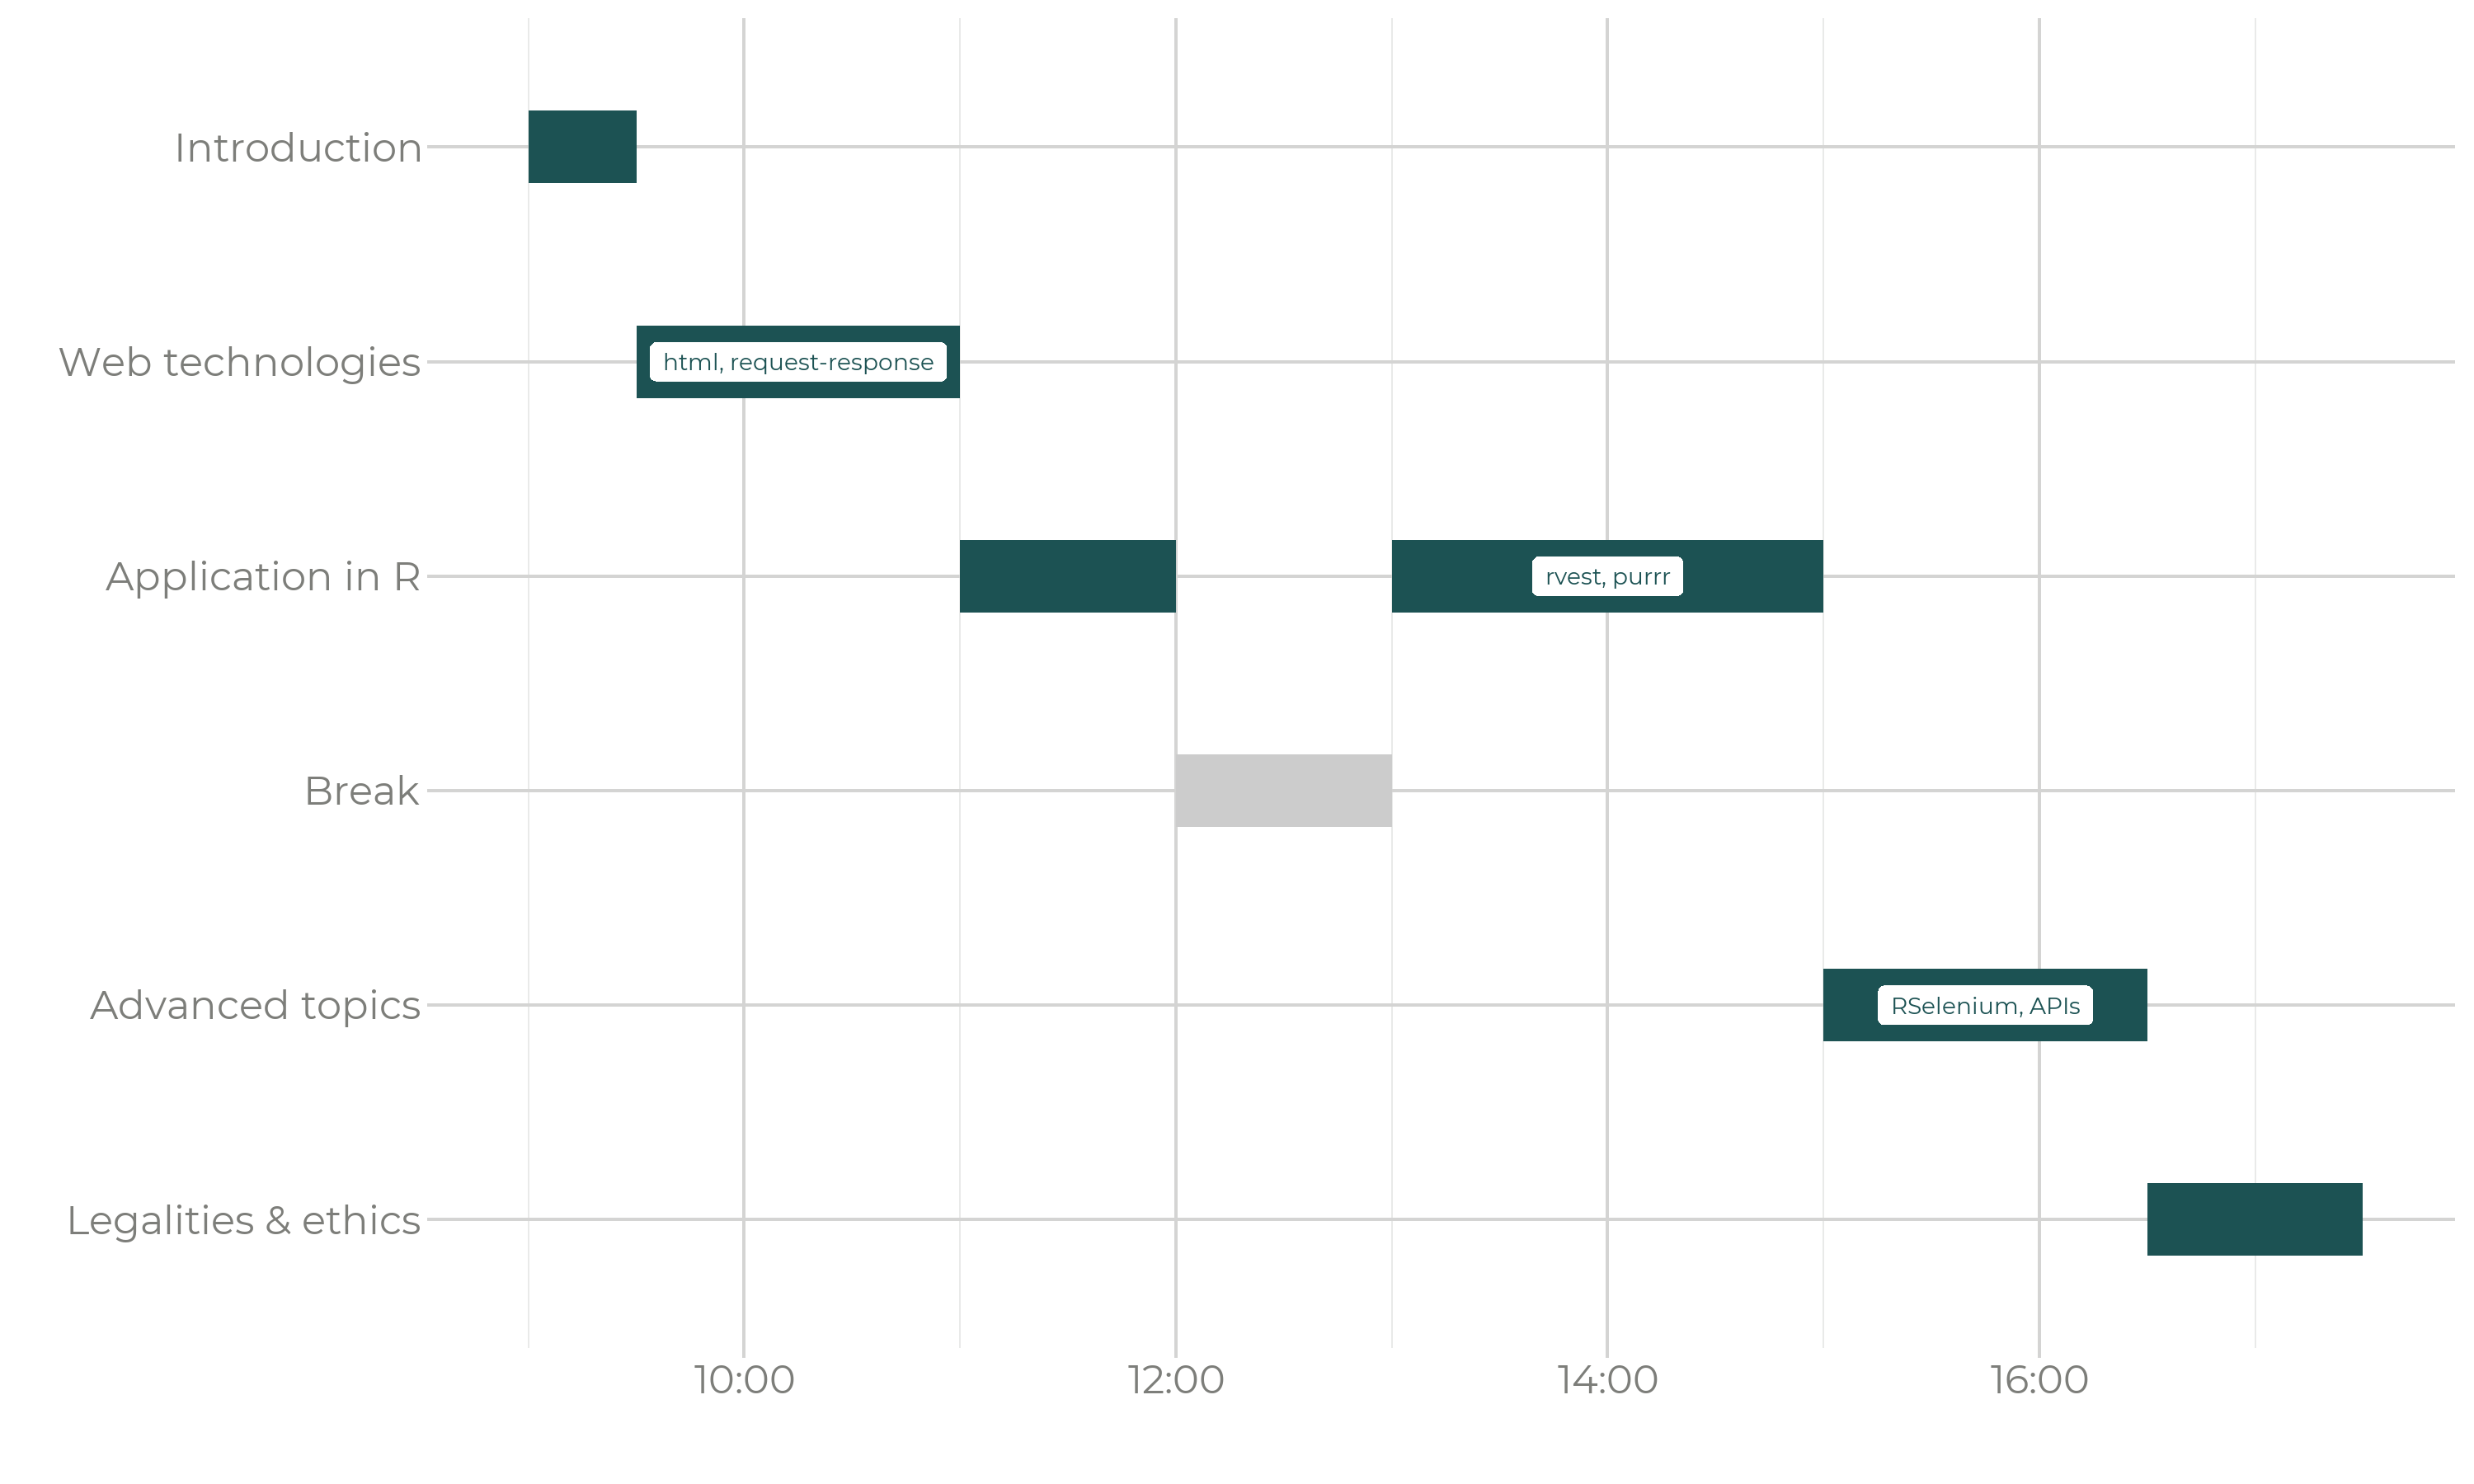 Introduction
Web technologies
html, request-response
Application in R
rvest, purrr
Break
Advanced topics
RSelenium, APIs
Legalities & ethics
10:00
12:00
14:00
16:00